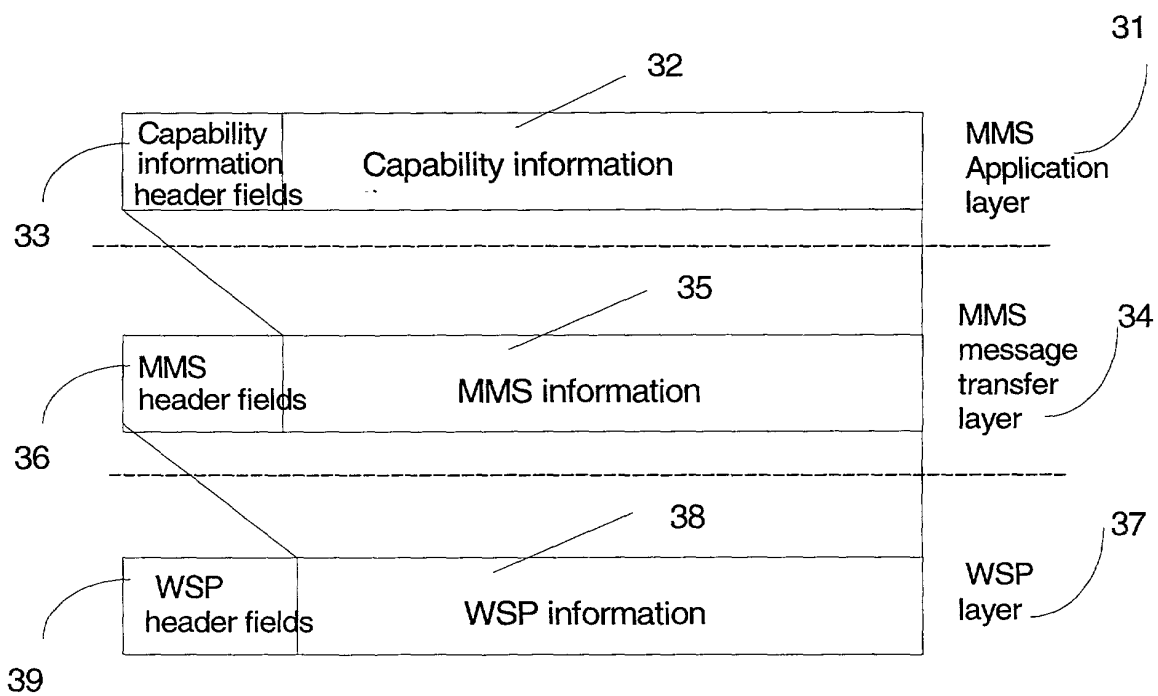 31
32
Capability
information
header fields
Capability information
MMS
Application
layer
33
35
MMS
message
transfer
layer
34
MMS
header fields
MMS information
36
38
37
WSP
header fields
WSP information
WSP
layer
39